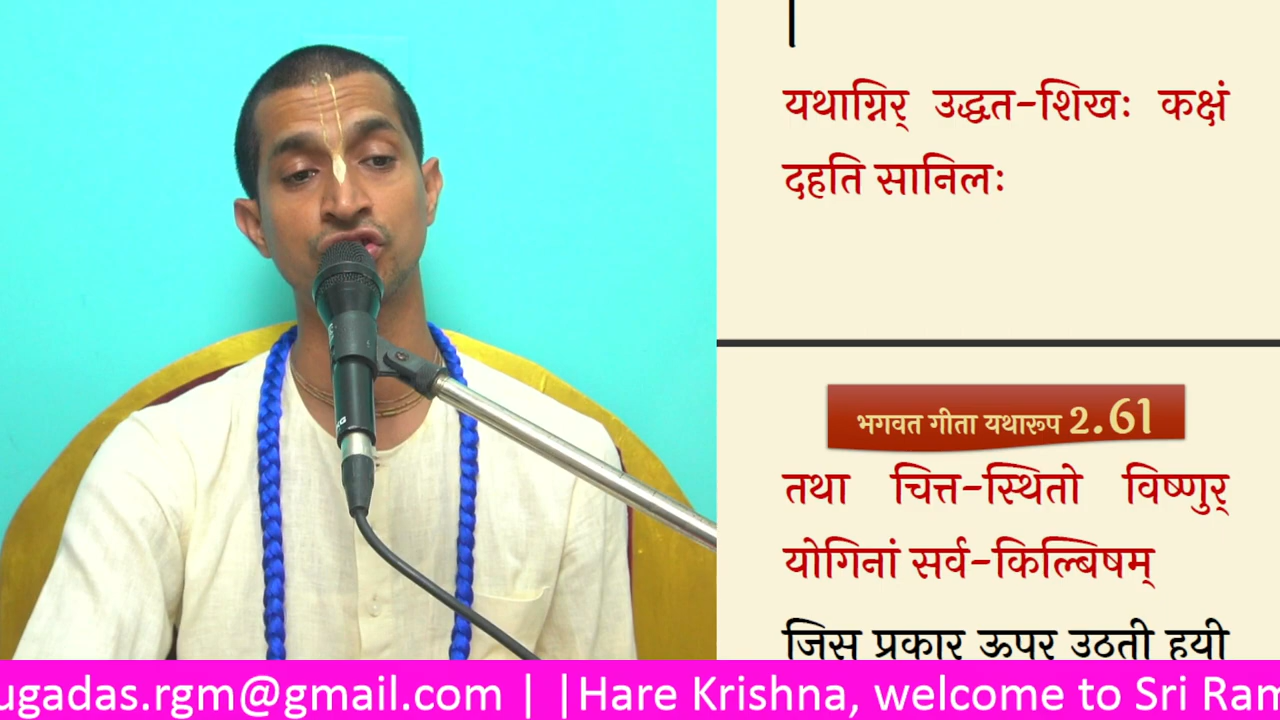 ।
यथाग्निर् उद्धत-शिखः कक्षं
दहति सानिलः
भगवत गीता यथारूप 2.61
तथा चित्त-स्थितो विष्णुर्
योगिनां सर्व-किल्बिषम्
जिस प्रकार ऊपर उठती हुयी
ugadas.rgm@gmail.com | |Hare Krishna, welcome to Sri Ram